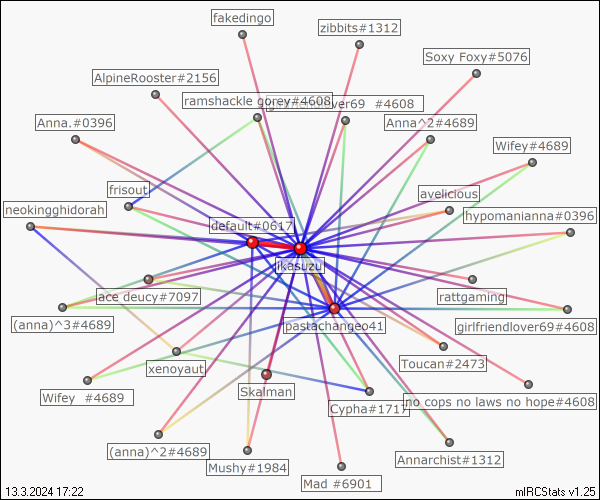 fakedingo
zibbits#1312
Soxy Foxy#5076
AlpineRooster#2156
ramshackle gorey#4608
lover69 #4608
Anna.#0396
Anna^2#4689
Wifey#4689
frisout
avelicious
neokingghidorah
hypomanianna#0396
default#0617
ikasuzu
ace deucy#7097
rattgaming
pastachangeo41
(anna)^3#4689
girlfriendlover69#4608
xenoyaut
Toucan#2473
Skalman
Wifey #4689
Cypha#1717
no cops no laws no hope#4608
(anna)^2#4689
Mushy#1984
Annarchist#1312
Mad #6901
13.3.2024 17:22
mIRCStats v1.25